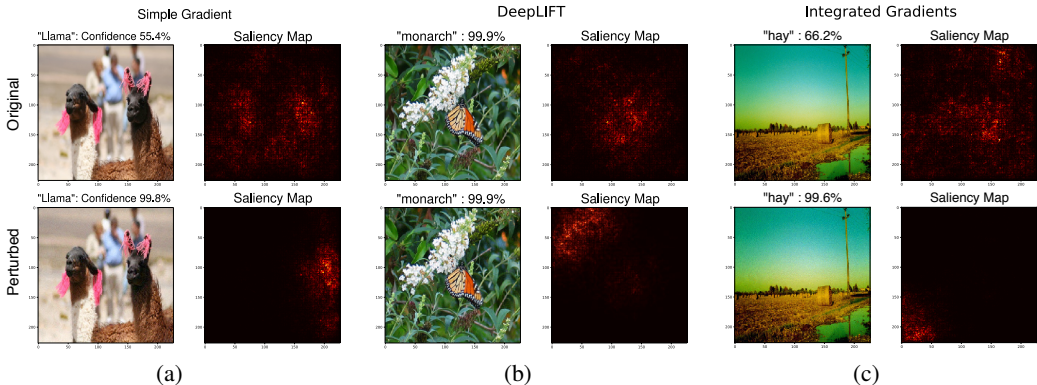 Simple Gradient
DeepLIFT
Integrated Gradients
"Llama": Confidence 55.4%
Saliency Map
"monarch" : 99.9%
Saliency Map
"hay" : 66.2%
Saliency Map
Original
"Llama": Confidence 99.8%
Saliency Map
"monarch" : 99.9%
Saliency Map
"hay" : 99.6%
Saliency Map
Perturbed
(a)
(b)
(c)